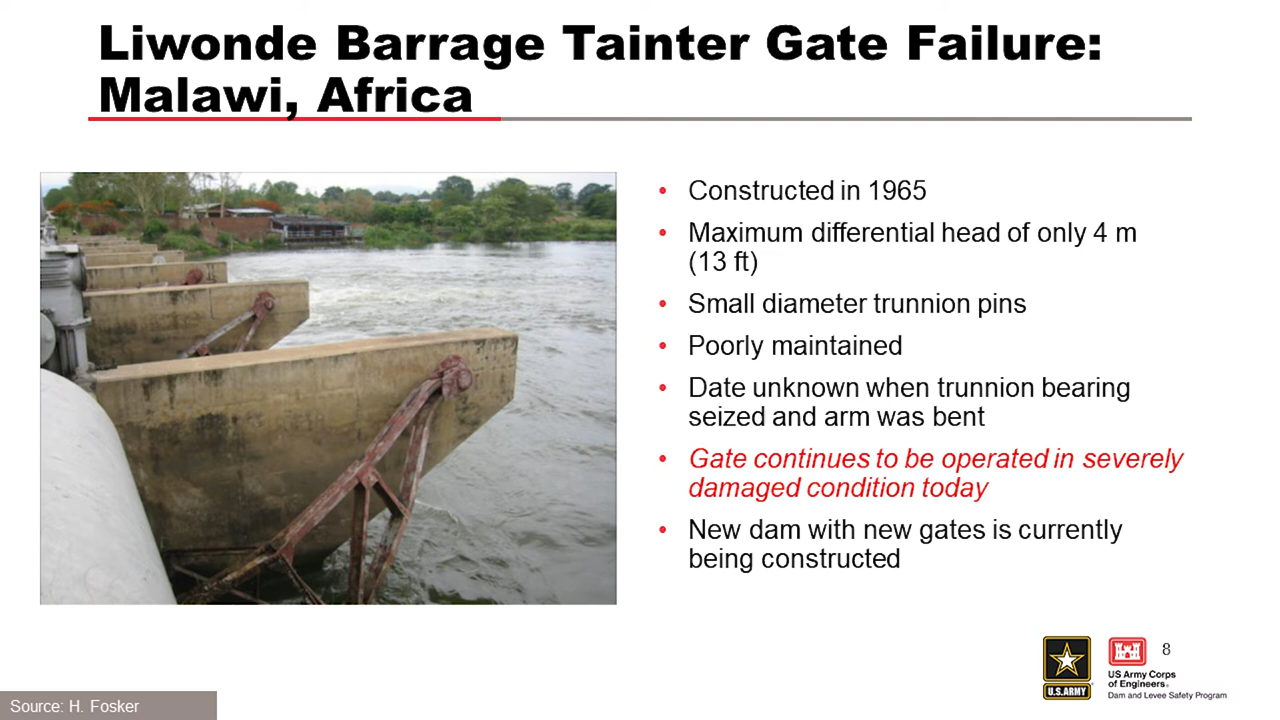 Liwonde Barrage Tainter Gate Failure:
Malawi, Africa
• Constructed in 1965
• Maximum differential head of only 4 m
(13 ft)
• Small diameter trunnion pins
• Poorly maintained
• Date unknown when trunnion bearing
seized and arm was bent
• Gate continues to be operated in severely
damaged condition today
• New dam with new gates is currently
being constructed
U.S.ARMY
8
US Army Corps
of Engineers®
Dam and Levee Safety Program
Source: H. Fosker